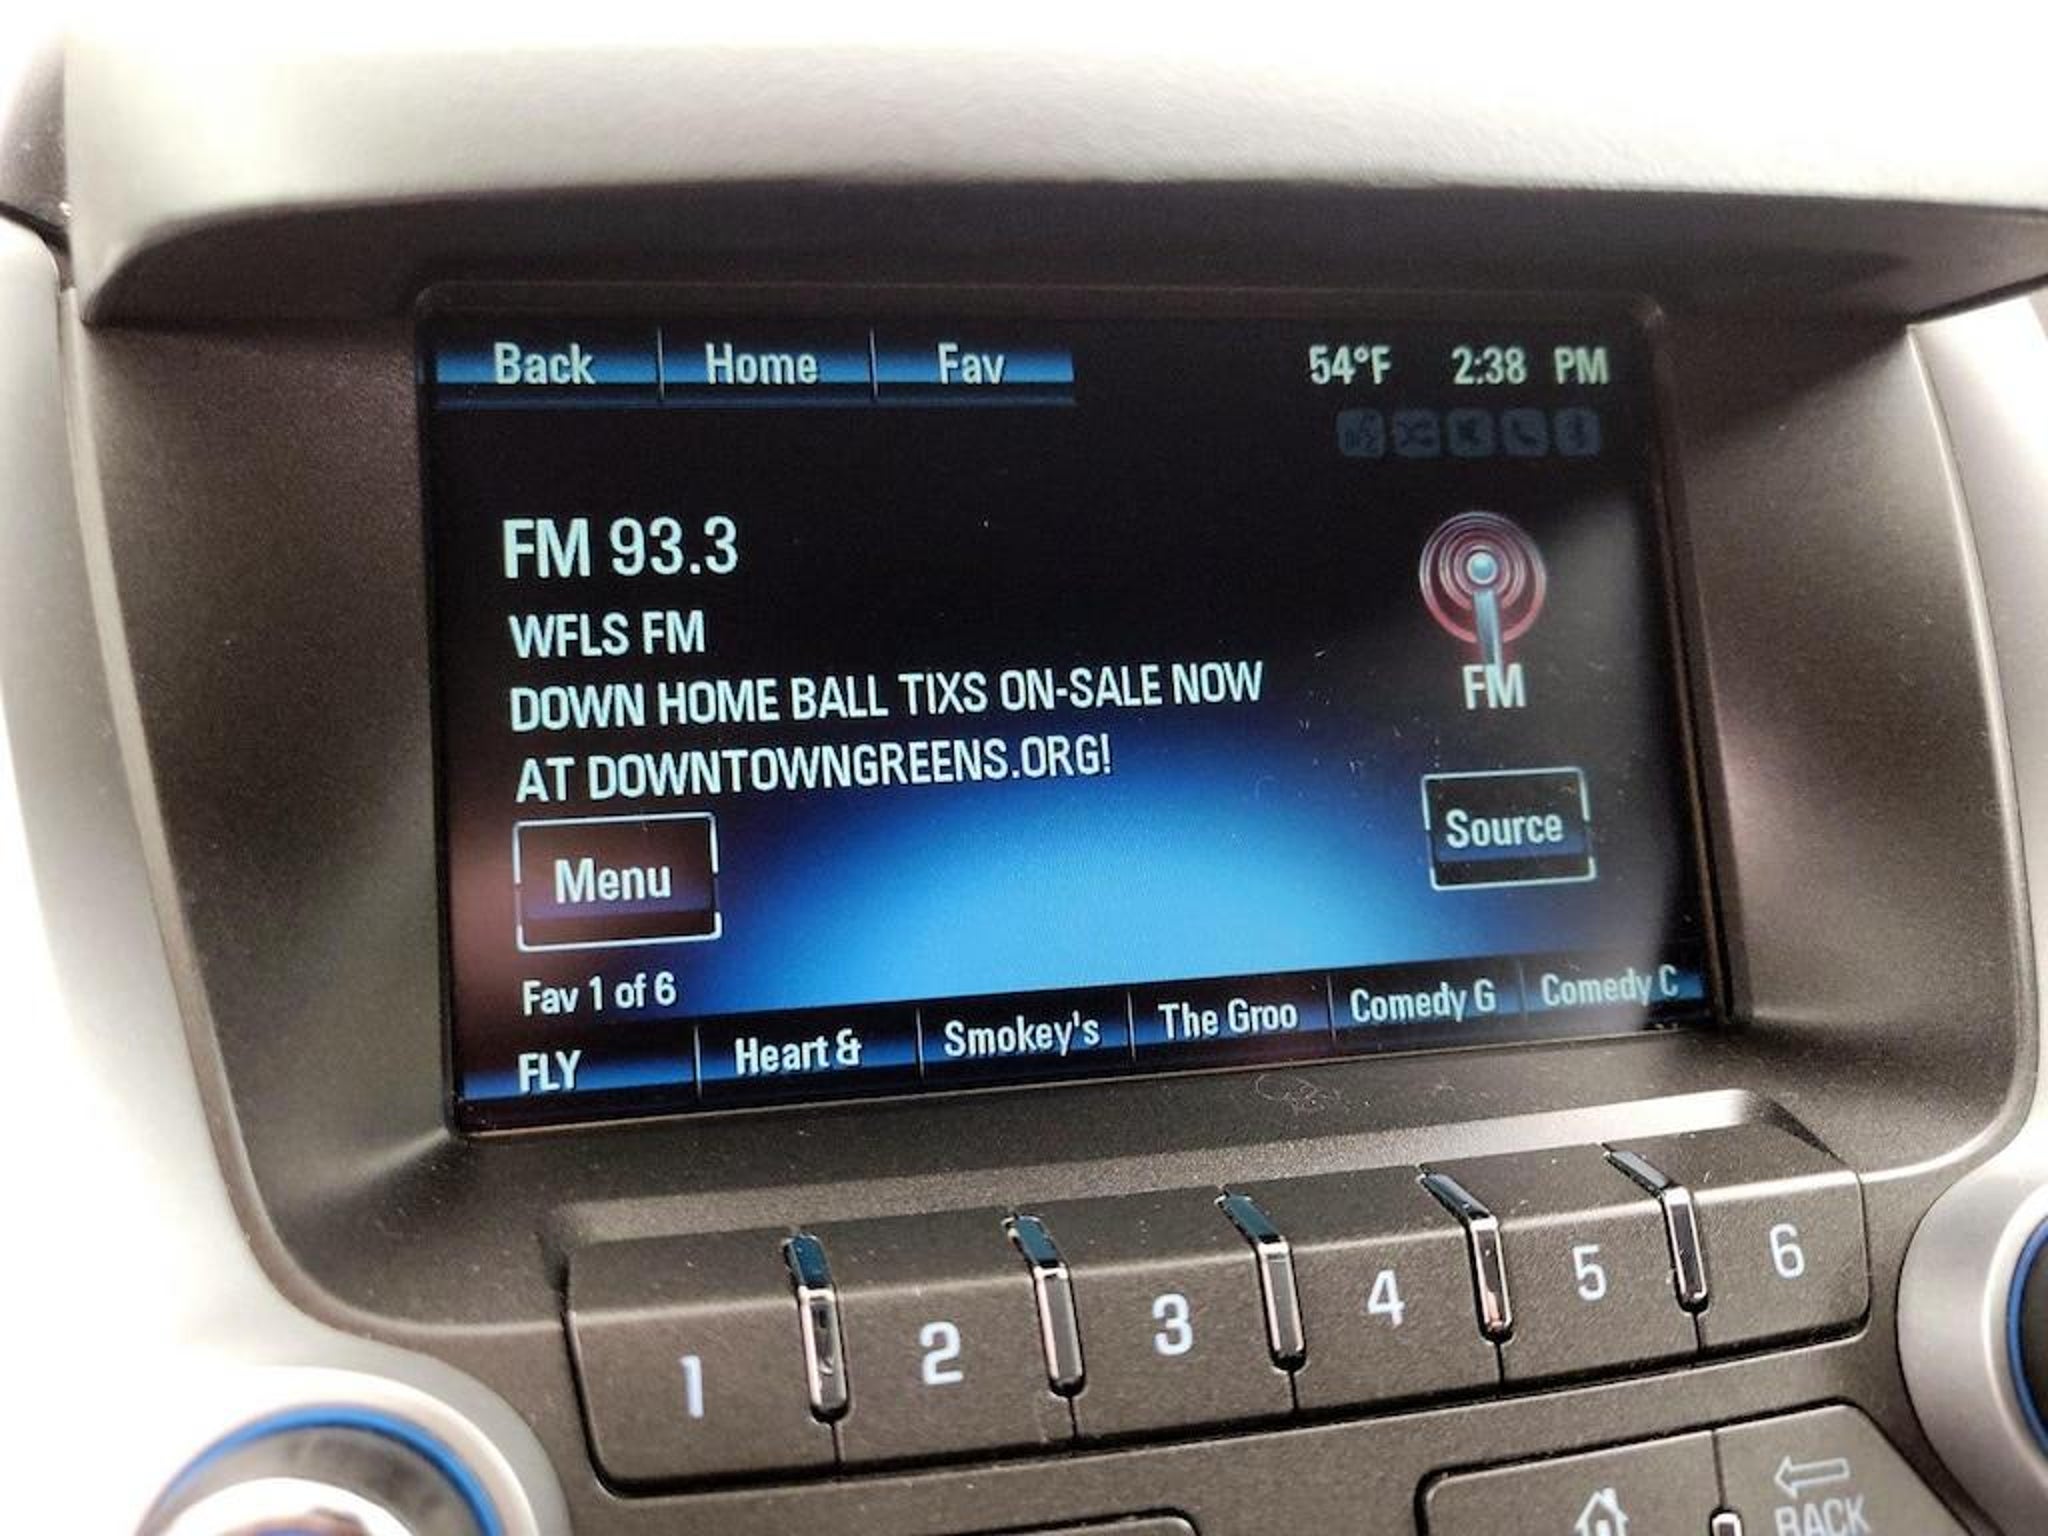 Back Home Fav 54°F 2:38 PM
FM 93.3
WFLS FM
DOWN HOME BALL TIXS ON-SALE NOW
AT DOWNTOWNGREENS.ORG!
FM
Menu
Source
Fav 1 of 6
FLY Heart & Smokey's The Groo Comedy G Comedy C
1 2 3 4 5 6
BACK